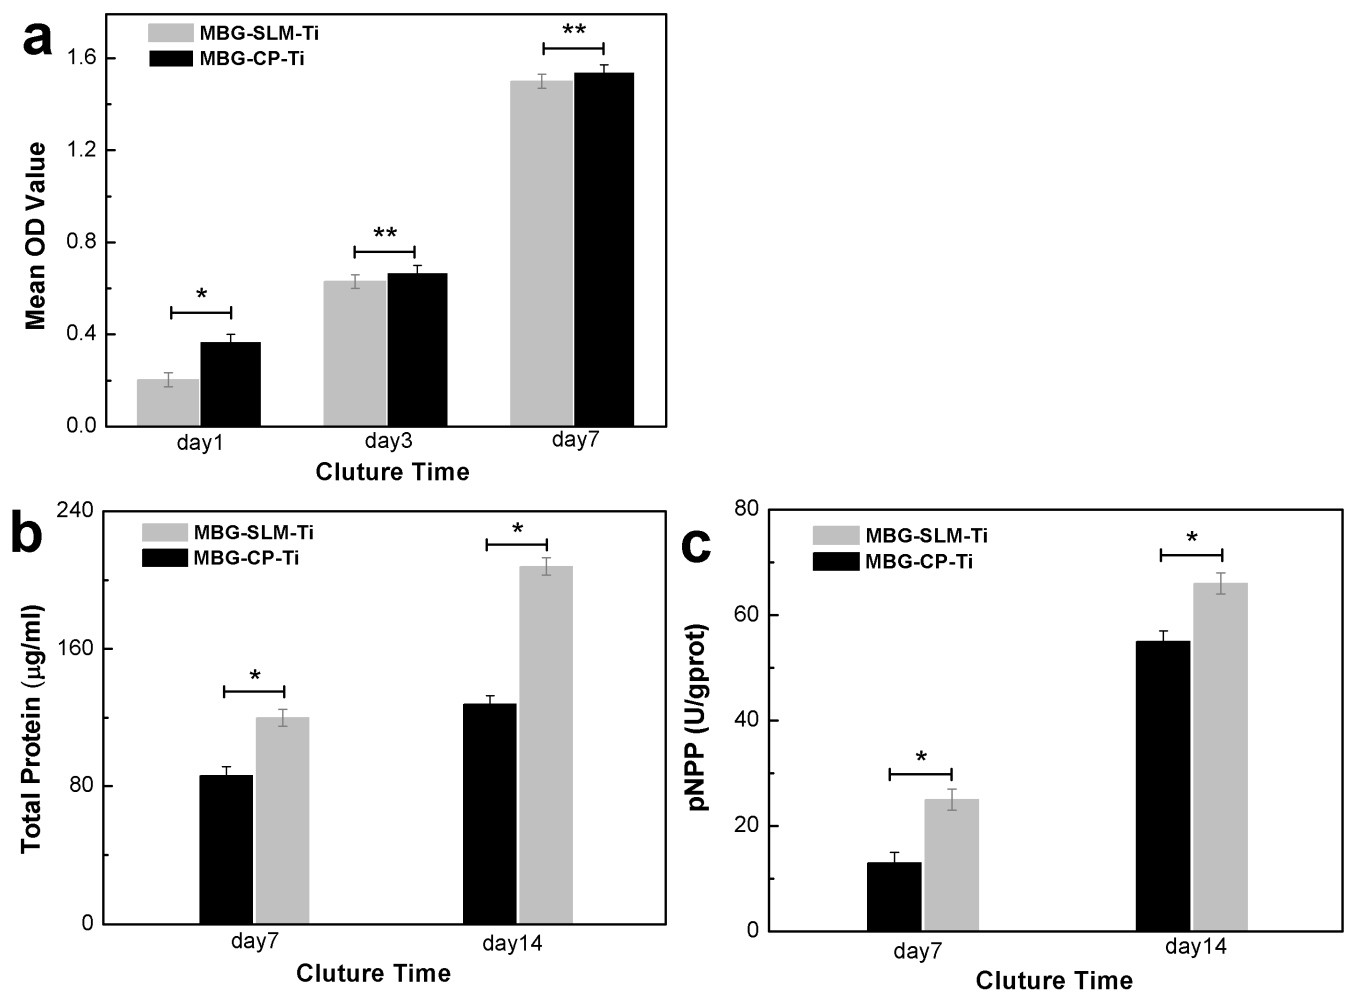 a
MBG-SLM-Ti
MBG-CP-Ti
**
**
*
1.6
1.2
0.8
0.4
0.0
Mean OD Value
day1 day3 day7
Cluture Time
b
MBG-SLM-Ti
MBG-CP-Ti
*
*
240
160
80
0
Total Protein (μg/ml)
day7 day14
Cluture Time
c
MBG-SLM-Ti
MBG-CP-Ti
*
*
80
60
40
20
0
pNPP (U/gprot)
day7 day14
Cluture Time